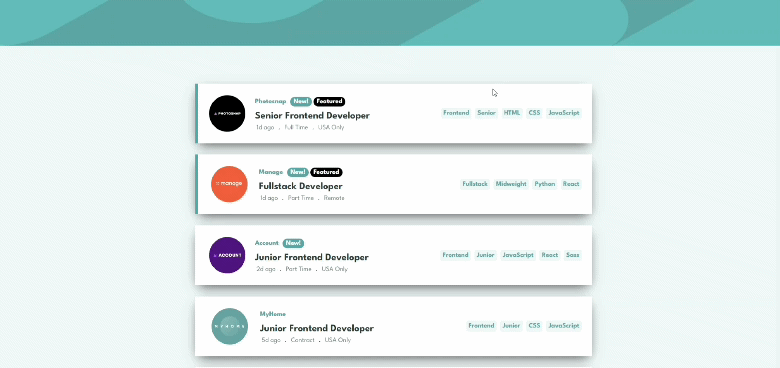 Photosnap New! Featured
PHOTOSNAP
Senior Frontend Developer
1d ago . Full Time . USA Only
Frontend Senior HTML CSS JavaScript
Manage New! Featured
manage
Fullstack Developer
1d ago . Part Time . Remote
Fullstack Midweight Python React
Account New!
ACCOUNT
Junior Frontend Developer
2d ago . Part Time . USA Only
Frontend Junior JavaScript React Sass
MyHome
MYHOME
Junior Frontend Developer
5d ago . Contract . USA Only
Frontend Junior CSS JavaScript